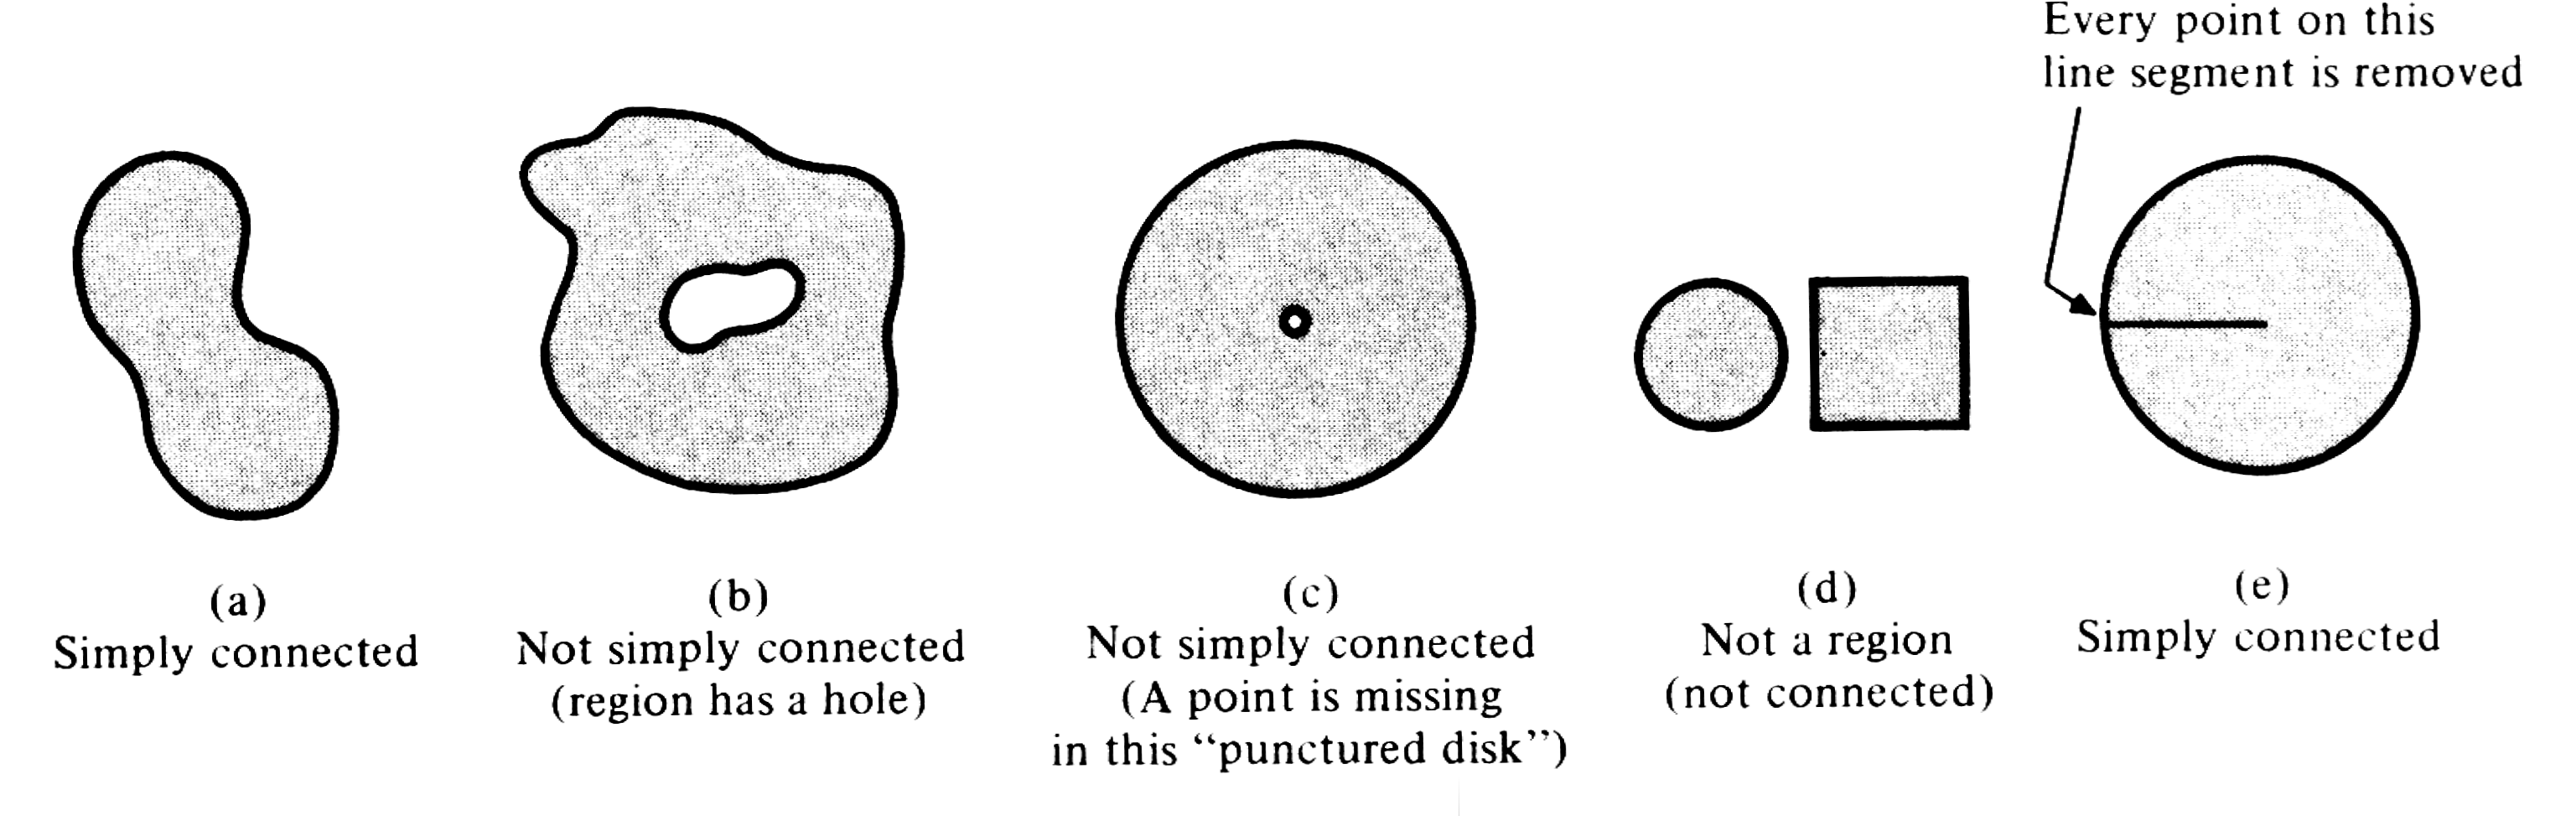 Every point on this
line segment is removed
(a)
Simply connected
(b)
Not simply connected
(region has a hole)
(c)
Not simply connected
(A point is missing
in this “punctured disk”)
(d)
Not a region
(not connected)
(e)
Simply connected